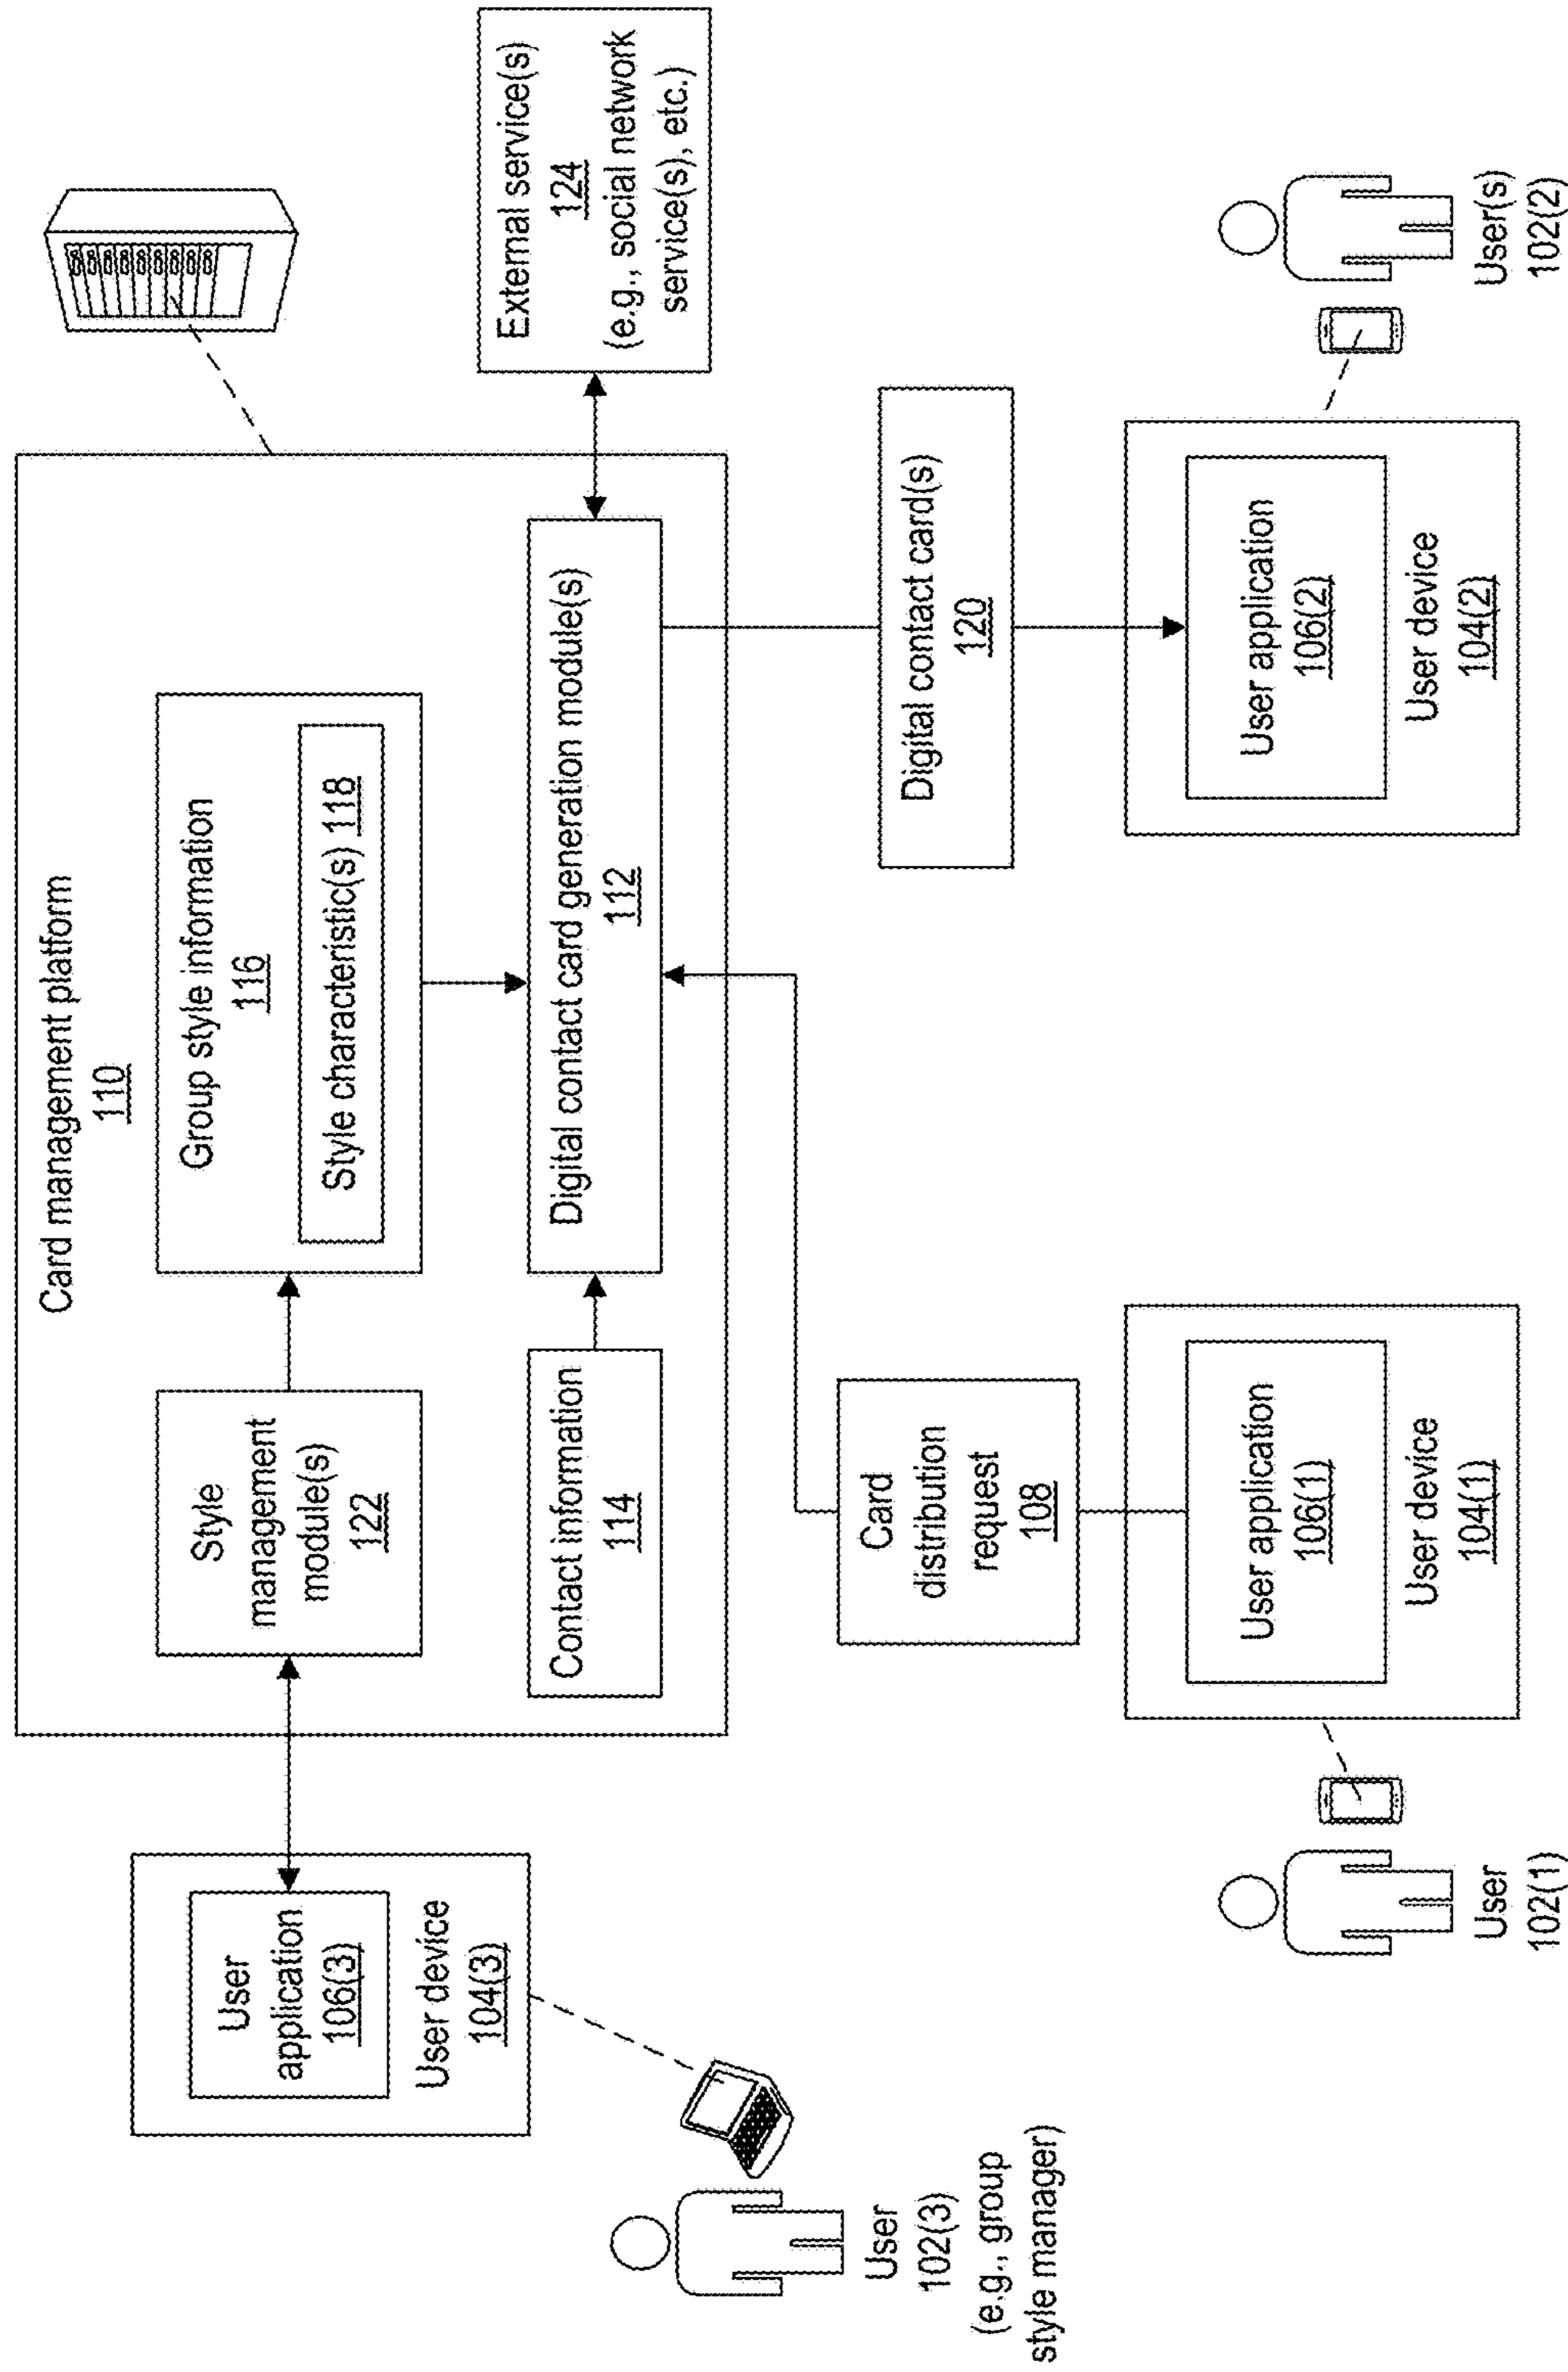 Card management platform
110
Style
management
module(s)
122
Group style information
116
Style characteristic(s) 118
Contact information
114
Digital contact card generation module(s)
112
User
application
106(3)
User device
104(3)
User
102(3)
(e.g., group
style manager)
External service(s)
124
(e.g., social network
service(s), etc.)
Card
distribution
request
108
Digital contact card(s)
120
User application
106(1)
User device
104(1)
User
102(1)
User application
106(2)
User device
104(2)
User(s)
102(2)